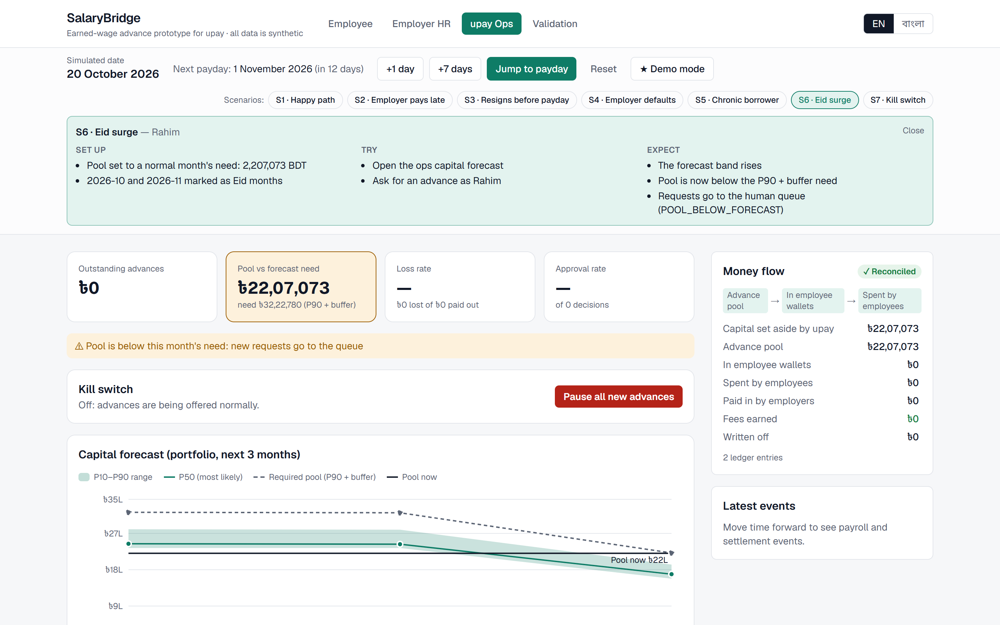 SalaryBridge
Earned-wage advance prototype for upay · all data is synthetic
Employee
Employer HR
upay Ops
Validation
EN
বাংলা
Simulated date
20 October 2026
Next payday: 1 November 2026 (in 12 days)
+1 day
+7 days
Jump to payday
Reset
★ Demo mode
Scenarios:
S1 · Happy path
S2 · Employer pays late
S3 · Resigns before payday
S4 · Employer defaults
S5 · Chronic borrower
S6 · Eid surge
S7 · Kill switch
S6 · Eid surge — Rahim
Close
SET UP
• Pool set to a normal month's need: 2,207,073 BDT
• 2026-10 and 2026-11 marked as Eid months
TRY
• Open the ops capital forecast
• Ask for an advance as Rahim
EXPECT
• The forecast band rises
• Pool is now below the P90 + buffer need
• Requests go to the human queue
(POOL_BELOW_FORECAST)
Outstanding advances
৳0
Pool vs forecast need
৳22,07,073
need ৳32,22,780 (P90 + buffer)
Loss rate
—
৳0 lost of ৳0 paid out
Approval rate
—
of 0 decisions
⚠ Pool is below this month's need: new requests go to the queue
Kill switch
Off: advances are being offered normally.
Pause all new advances
Capital forecast (portfolio, next 3 months)
P10–P90 range
P50 (most likely)
Required pool (P90 + buffer)
Pool now
৳35L
৳27L
৳18L
৳9L
Pool now ৳22L
Money flow
✓ Reconciled
Advance
pool
→
In employee
wallets
→
Spent by
employees
Capital set aside by upay ৳22,07,073
Advance pool ৳22,07,073
In employee wallets ৳0
Spent by employees ৳0
Paid in by employers ৳0
Fees earned ৳0
Written off ৳0
2 ledger entries
Latest events
Move time forward to see payroll and
settlement events.